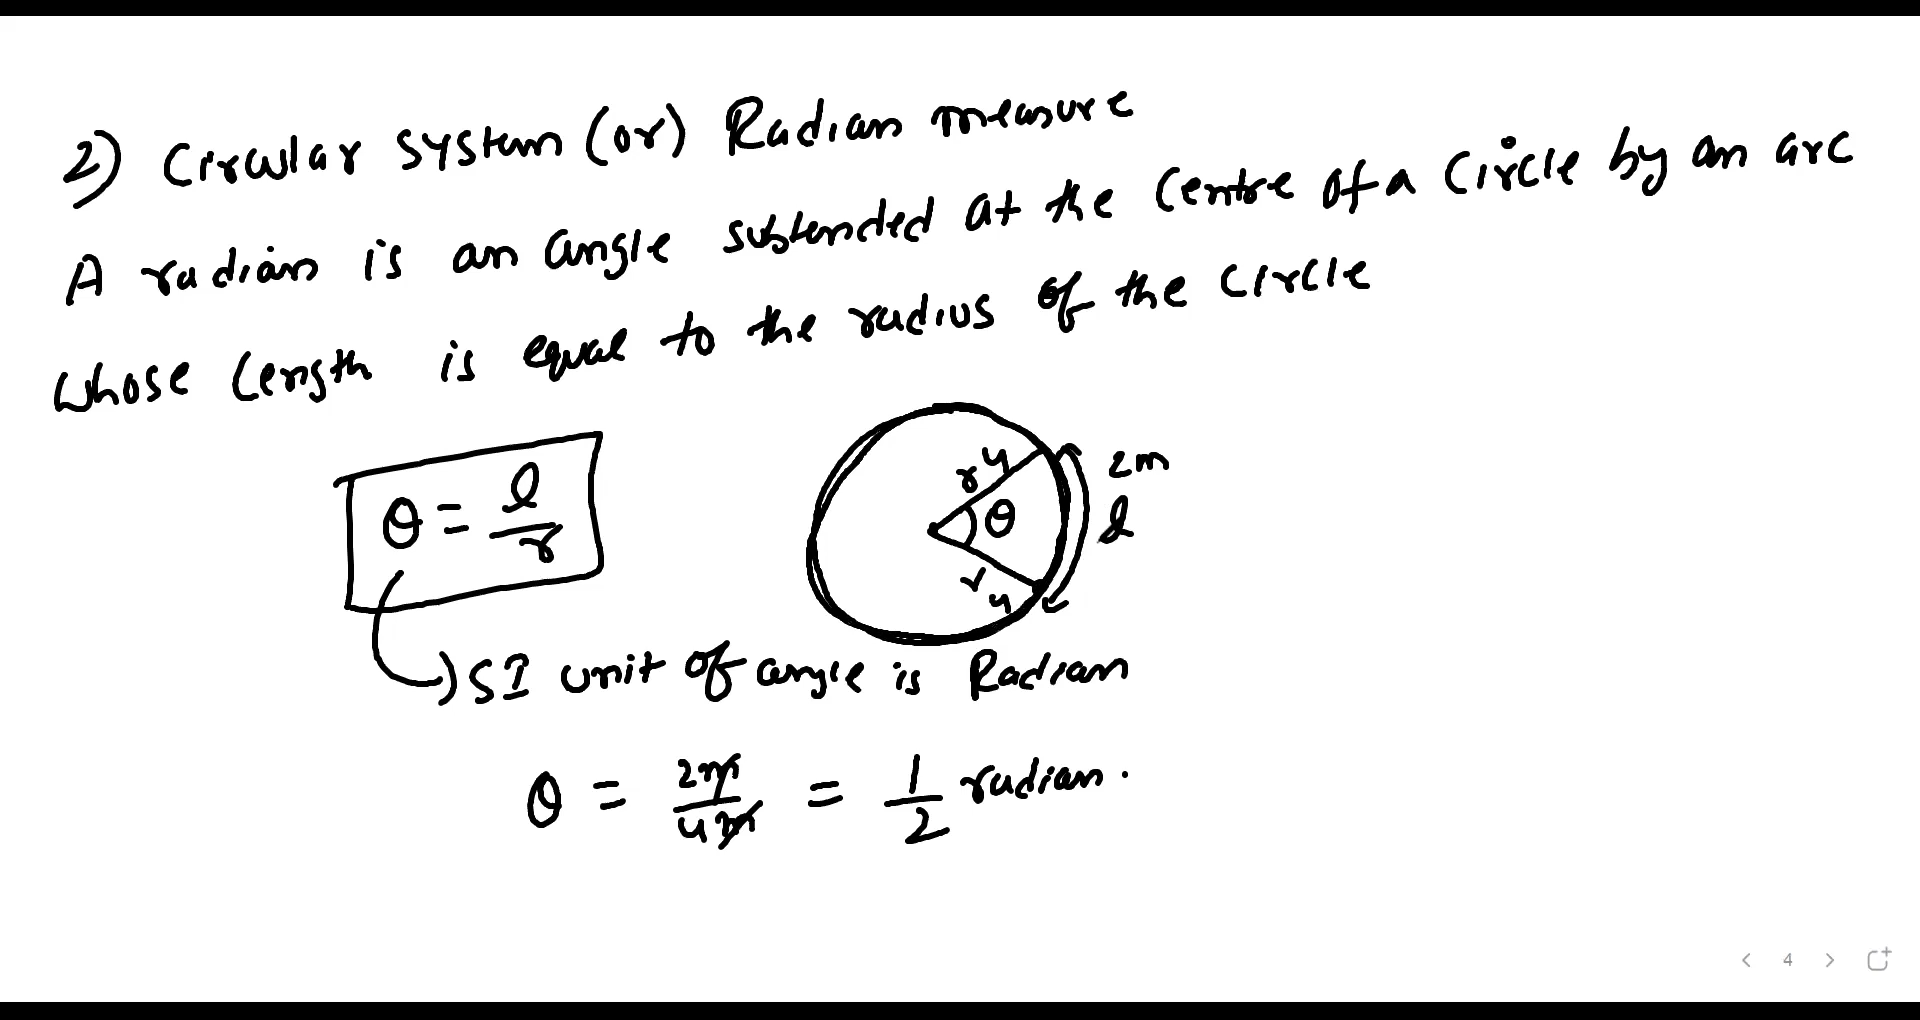 2) Circular system (or) Radian measure
A radian is an angle subtended at the centre of a circle by an arc
whose length is equal to the radius of the circle
θ = l/r
r 4
θ
r 4
2m
l
SI unit of angle is Radian
θ = 2m/4m = 1/2 radian.
< 4 >